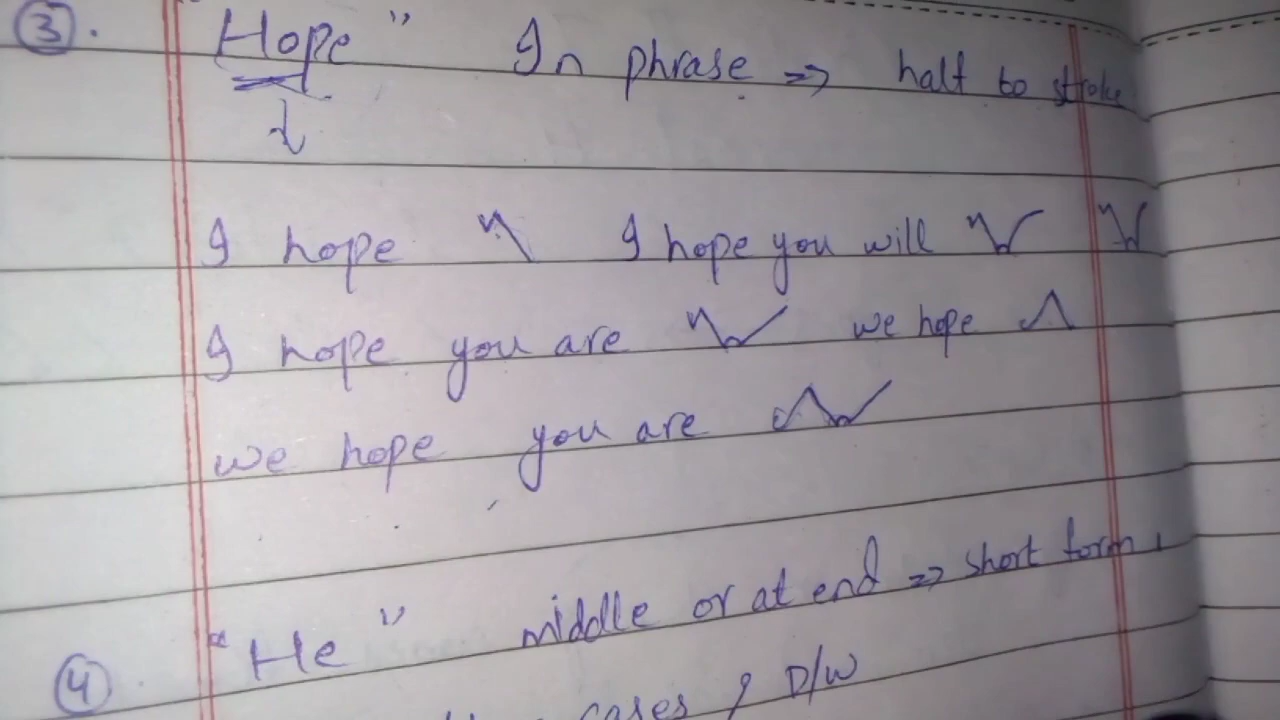 ③. "Hope" In phrase => half to stroke
I hope I hope you will
I hope you are we hope
we hope you are
④ "He" middle or at end => short form,
cases, D/W